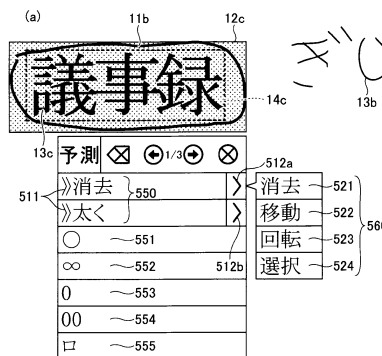 (a)
11b
12c
議事録
13c
14c
13b
予測 1/3
512a
511
》消去
550
》太く
512b
消去 521
移動 522
回転 523
選択 524
560
○ 551
∞ 552
0 553
00 554
ロ 555